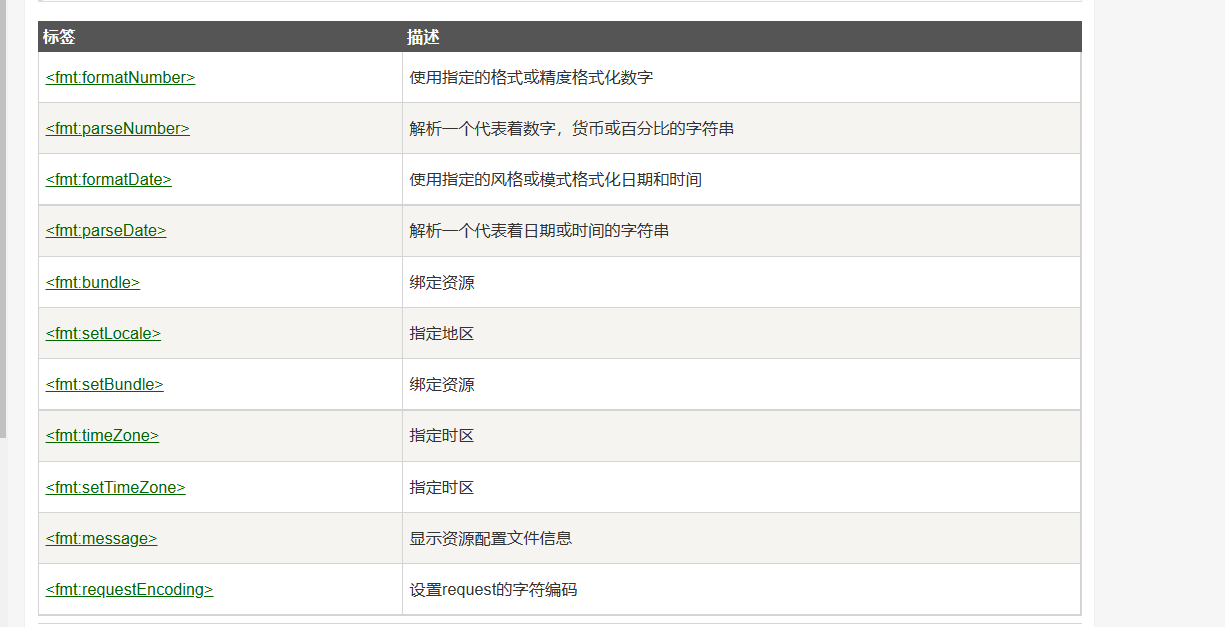 标签 描述
<fmt:formatNumber> 使用指定的格式或精度格式化数字
<fmt:parseNumber> 解析一个代表着数字，货币或百分比的字符串
<fmt:formatDate> 使用指定的风格或模式格式化日期和时间
<fmt:parseDate> 解析一个代表着日期或时间的字符串
<fmt:bundle> 绑定资源
<fmt:setLocale> 指定地区
<fmt:setBundle> 绑定资源
<fmt:timeZone> 指定时区
<fmt:setTimeZone> 指定时区
<fmt:message> 显示资源配置文件信息
<fmt:requestEncoding> 设置request的字符编码